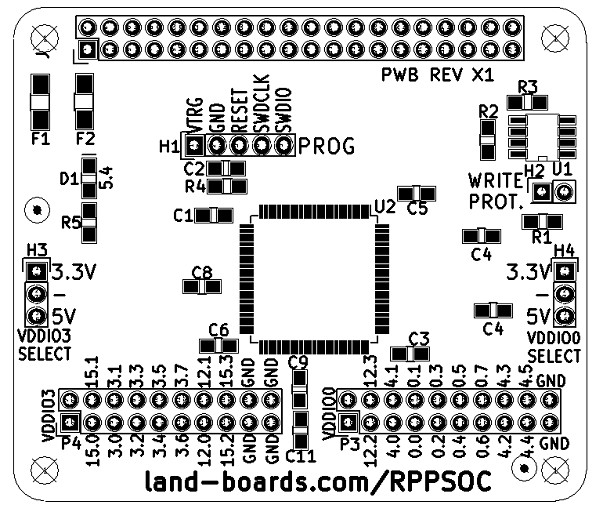 J
PWB REV X1
F1
F2
VTRG
GND
RESET
SWDCLK
SWDIO
H1
PROG
R3
R2
H2
U1
WRITE
PROT.
C2
R4
D1
5.4
R5
C1
U2
C5
R1
C4
H3
3.3V
–
5V
VDDIO3
SELECT
C8
H4
3.3V
–
5V
VDDIO0
SELECT
C4
C6
C3
C9
15.1
3.1
3.3
3.5
3.7
12.1
15.3
GND
GND
VDDIO3
P4
15.0
3.0
3.2
3.4
3.6
12.0
15.2
GND
GND
C11
12.3
4.1
0.1
0.3
0.5
0.7
4.3
4.5
GND
VDDIO0
P3
12.2
4.0
0.0
0.2
0.4
0.6
4.2
4.4
GND
land-boards.com/RPPSOC